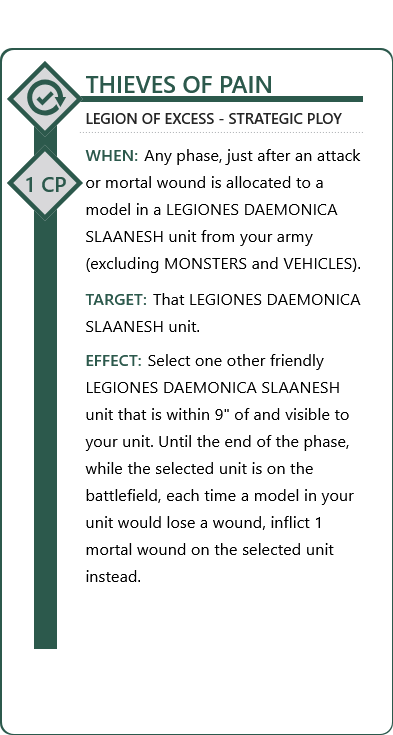 THIEVES OF PAIN
LEGION OF EXCESS - STRATEGIC PLOY
1 CP
WHEN: Any phase, just after an attack
or mortal wound is allocated to a
model in a LEGIONES DAEMONICA
SLAANESH unit from your army
(excluding MONSTERS and VEHICLES).
TARGET: That LEGIONES DAEMONICA
SLAANESH unit.
EFFECT: Select one other friendly
LEGIONES DAEMONICA SLAANESH
unit that is within 9" of and visible to
your unit. Until the end of the phase,
while the selected unit is on the
battlefield, each time a model in your
unit would lose a wound, inflict 1
mortal wound on the selected unit
instead.